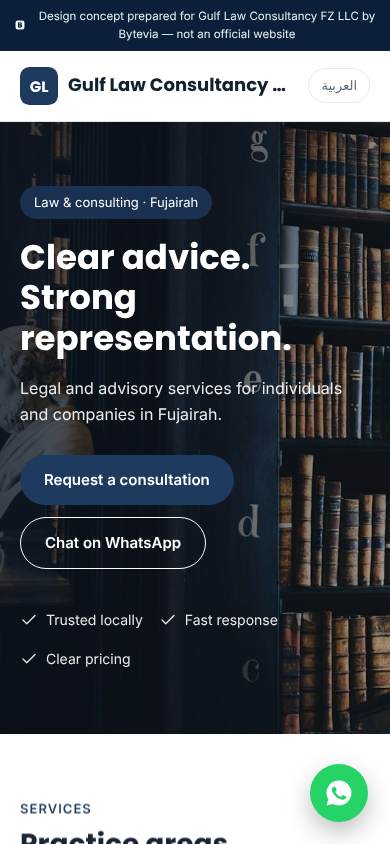 Design concept prepared for Gulf Law Consultancy FZ LLC by
Bytevia — not an official website
GL
Gulf Law Consultancy ...
العربية
Law & consulting · Fujairah
Clear advice.
Strong
representation.
Legal and advisory services for individuals
and companies in Fujairah.
Request a consultation
Chat on WhatsApp
Trusted locally
Fast response
Clear pricing
g
f
e
d
c
SERVICES
Practice areas